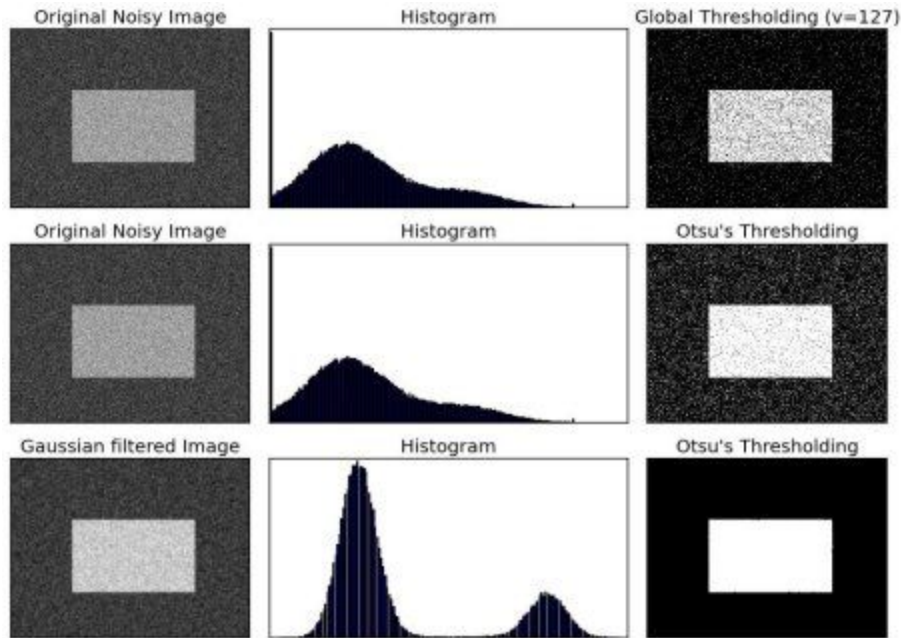 Original Noisy Image
Histogram
Global Thresholding (v=127)
Original Noisy Image
Histogram
Otsu's Thresholding
Gaussian filtered Image
Histogram
Otsu's Thresholding